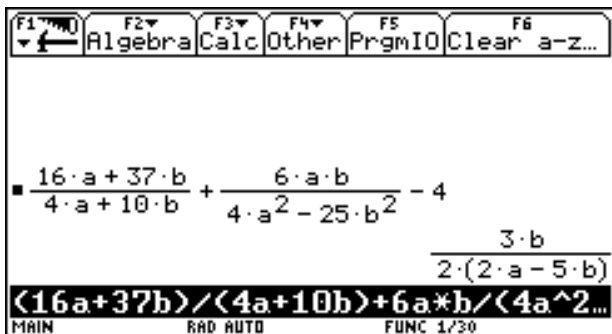 F1 F2 F3 F4 F5 F6
Algebra Calc Other PrgmIO Clear a-z…
16·a + 37·b / 4·a + 10·b + 6·a·b / 4·a² − 25·b² − 4
3·b / 2·(2·a − 5·b)
(16a+37b)/(4a+10b)+6a*b/(4a^2…
MAIN RAD AUTO FUNC 1/30